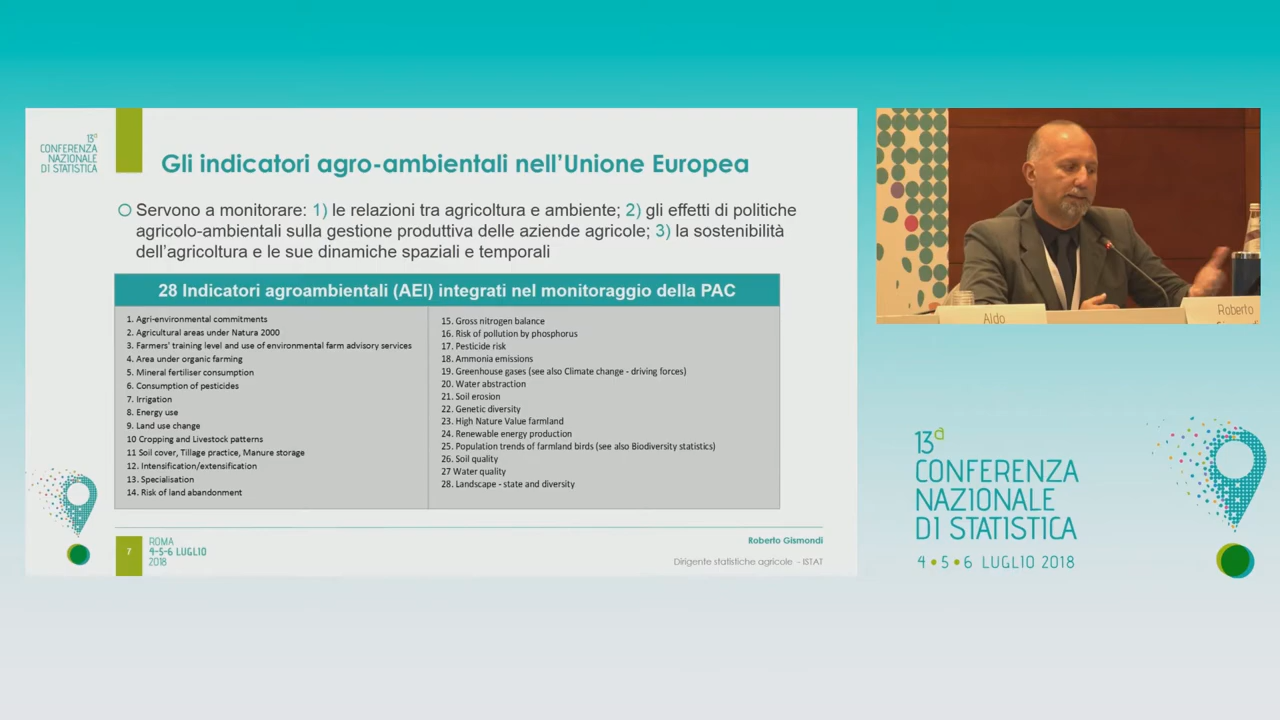 13ª
CONFERENZA
NAZIONALE
DI STATISTICA
Gli indicatori agro-ambientali nell'Unione Europea
Servono a monitorare: 1) le relazioni tra agricoltura e ambiente; 2) gli effetti di politiche
agricolo-ambientali sulla gestione produttiva delle aziende agricole; 3) la sostenibilità
dell'agricoltura e le sue dinamiche spaziali e temporali
28 Indicatori agroambientali (AEI) integrati nel monitoraggio della PAC
1. Agri-environmental commitments
2. Agricultural areas under Natura 2000
3. Farmers' training level and use of environmental farm advisory services
4. Area under organic farming
5. Mineral fertiliser consumption
6. Consumption of pesticides
7. Irrigation
8. Energy use
9. Land use change
10 Cropping and Livestock patterns
11 Soil cover, Tillage practice, Manure storage
12. Intensification/extensification
13. Specialisation
14. Risk of land abandonment
15. Gross nitrogen balance
16. Risk of pollution by phosphorus
17. Pesticide risk
18. Ammonia emissions
19. Greenhouse gases (see also Climate change - driving forces)
20. Water abstraction
21. Soil erosion
22. Genetic diversity
23. High Nature Value farmland
24. Renewable energy production
25. Population trends of farmland birds (see also Biodiversity statistics)
26. Soil quality
27 Water quality
28. Landscape - state and diversity
7
ROMA
4-5-6 LUGLIO
2018
Roberto Gismondi
Dirigente statistiche agricole - ISTAT
Aldo
Roberto
13ª
CONFERENZA
NAZIONALE
DI STATISTICA
4 • 5 • 6 LUGLIO 2018